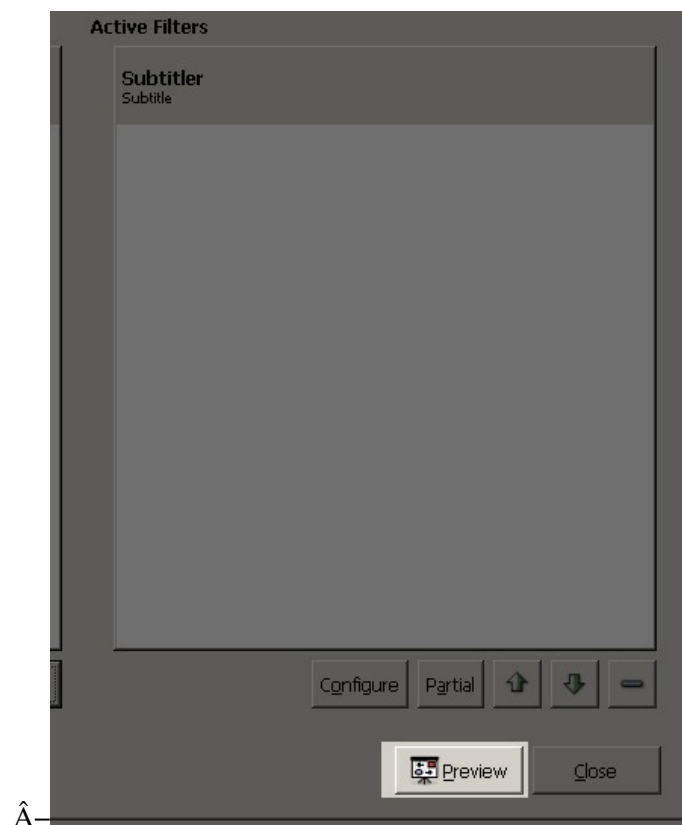 Active Filters
Subtitler
Subtitle
Configure Partial
Preview Close
Â